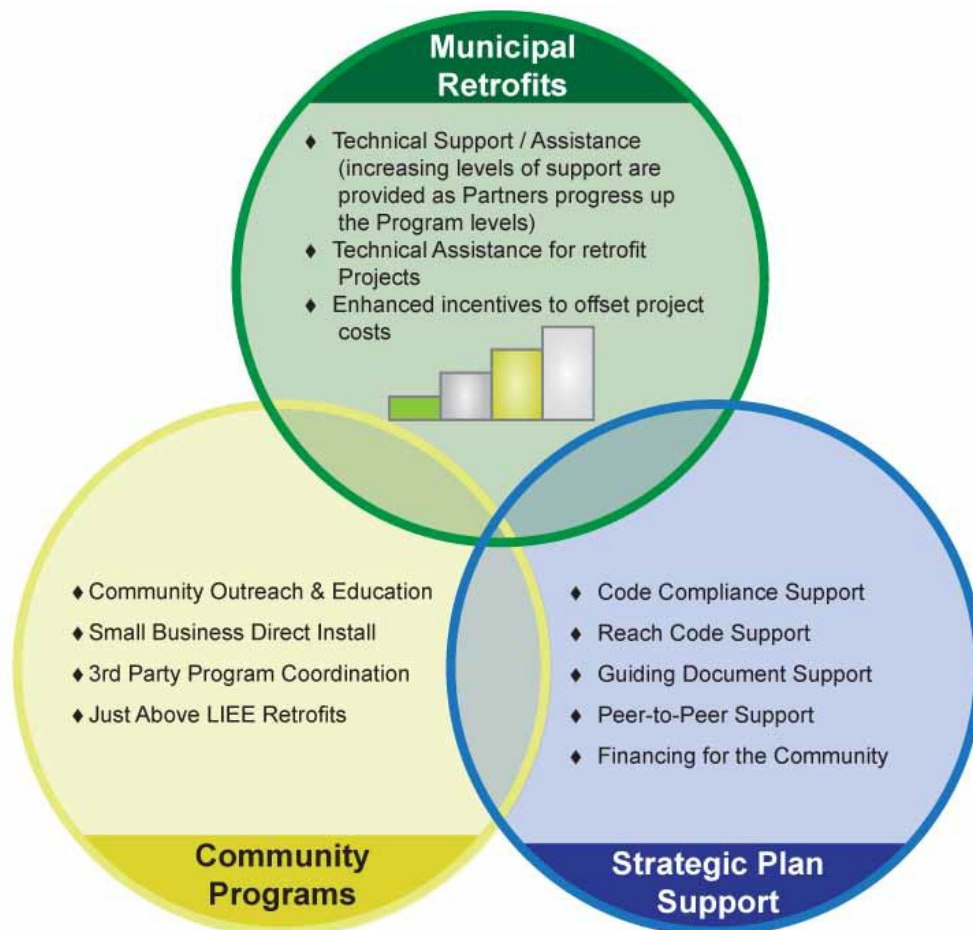 Municipal
Retrofits
♦ Technical Support / Assistance
(increasing levels of support are
provided as Partners progress up
the Program levels)
♦ Technical Assistance for retrofit
Projects
♦ Enhanced incentives to offset project
costs
♦ Community Outreach & Education
♦ Small Business Direct Install
♦ 3rd Party Program Coordination
♦ Just Above LIEE Retrofits
Community
Programs
♦ Code Compliance Support
♦ Reach Code Support
♦ Guiding Document Support
♦ Peer-to-Peer Support
♦ Financing for the Community
Strategic Plan
Support